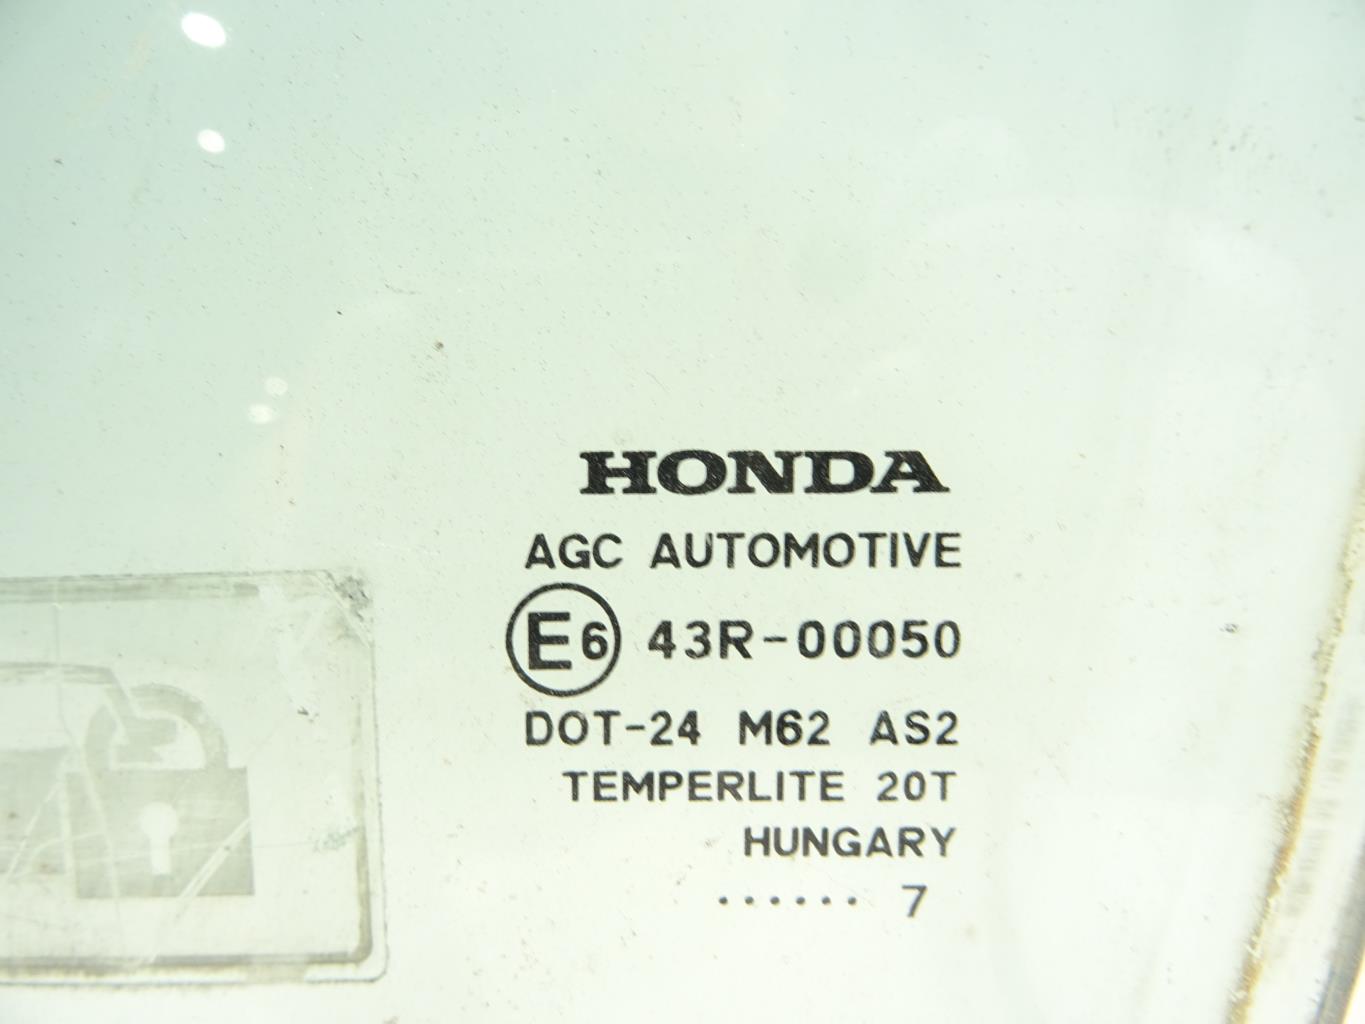 HONDA
AGC AUTOMOTIVE
E6 43R-00050
DOT-24 M62 AS2
TEMPERLITE 20T
HUNGARY
...... 7